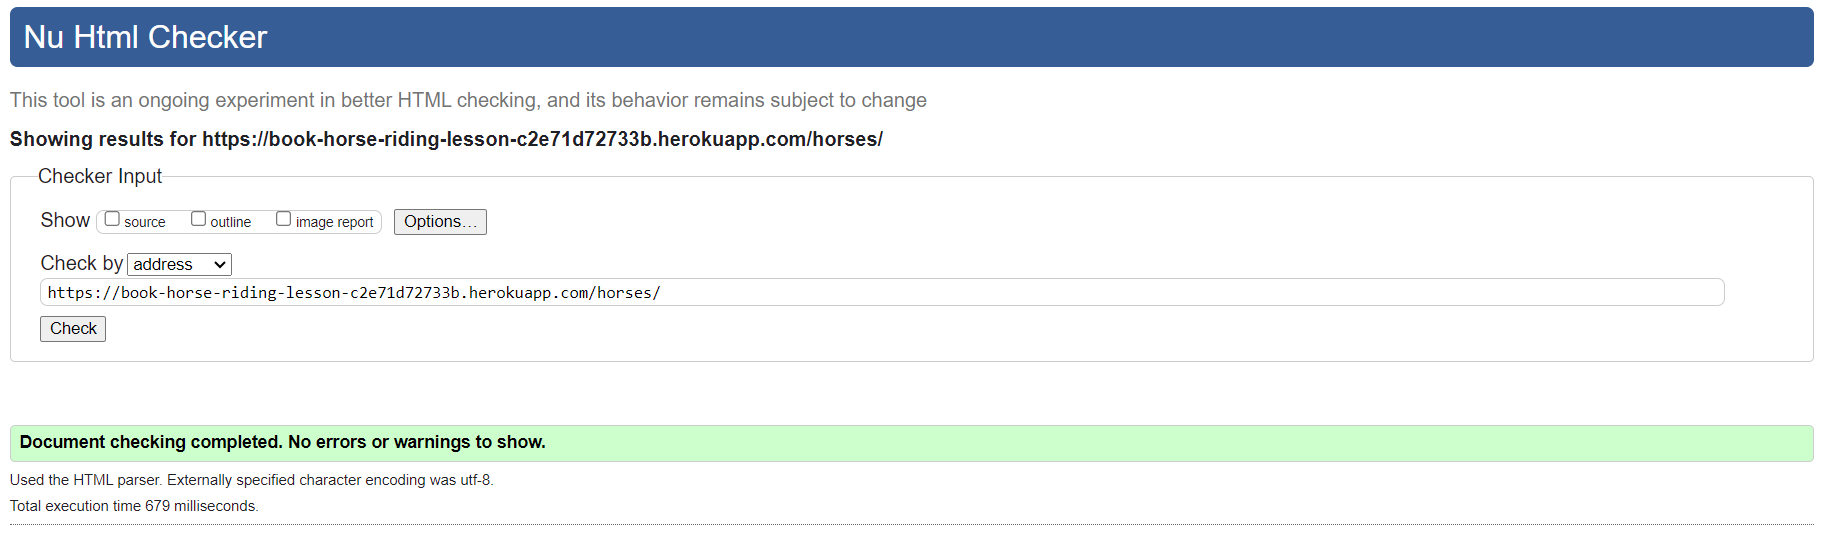 Nu Html Checker
This tool is an ongoing experiment in better HTML checking, and its behavior remains subject to change
Showing results for https://book-horse-riding-lesson-c2e71d72733b.herokuapp.com/horses/
Checker Input
Show source outline image report Options...
Check by address
https://book-horse-riding-lesson-c2e71d72733b.herokuapp.com/horses/
Check
Document checking completed. No errors or warnings to show.
Used the HTML parser. Externally specified character encoding was utf-8.
Total execution time 679 milliseconds.